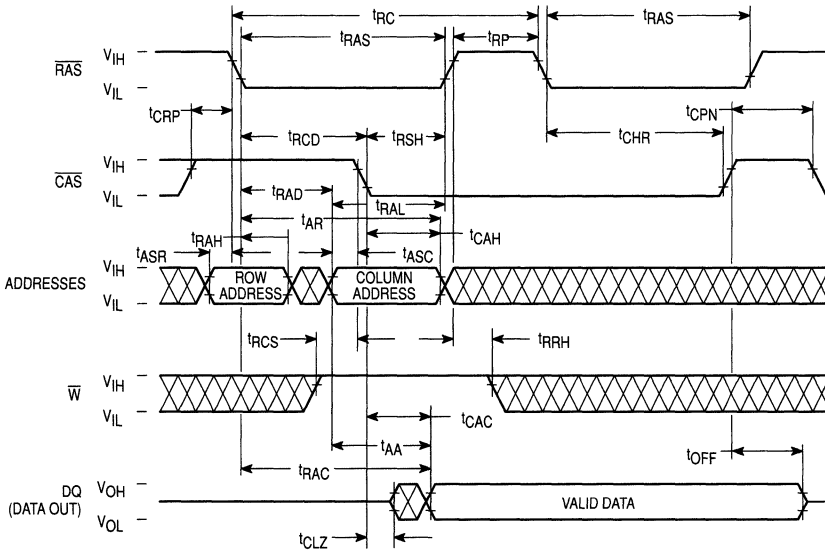 tRC
tRAS tRP tRAS
RAS VIH
VIL
tCRP tRCD tRSH tCHR tCPN
CAS VIH
VIL
tRAD
tRAL
tAR
tRAH tCAH
tASR tASC
ADDRESSES VIH
VIL
ROW ADDRESS
COLUMN ADDRESS
tRCS tRRH
W VIH
VIL
tCAC
tAA
tRAC tOFF
DQ (DATA OUT) VOH
VOL
VALID DATA
tCLZ